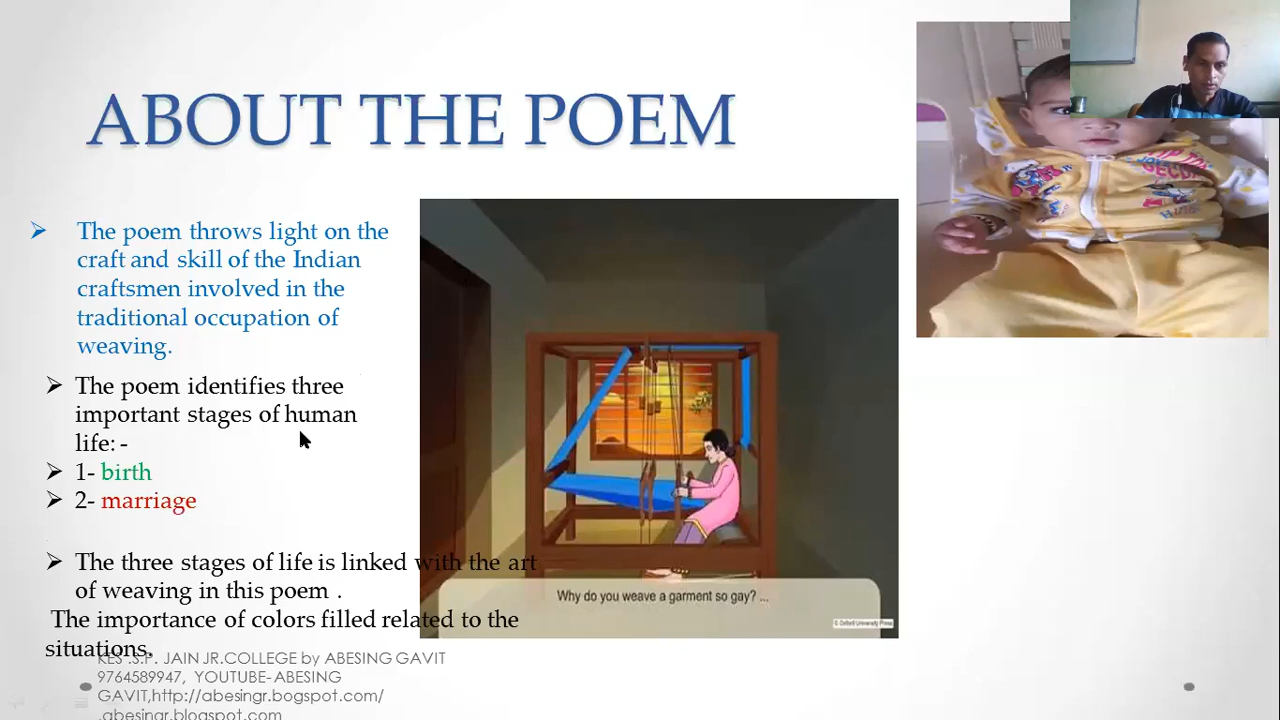 ABOUT THE POEM
The poem throws light on the
craft and skill of the Indian
craftsmen involved in the
traditional occupation of
weaving.
The poem identifies three
important stages of human
life: -
1- birth
2- marriage
The three stages of life is linked with the art
of weaving in this poem .
The importance of colors filled related to the
situations.
Why do you weave a garment so gay? ...
© Oxford University Press
KES .S.P. JAIN JR.COLLEGE by ABESING GAVIT
9764589947, YOUTUBE- ABESING
GAVIT,http://abesingr.bogspot.com/
.abesingr.blogspot.com